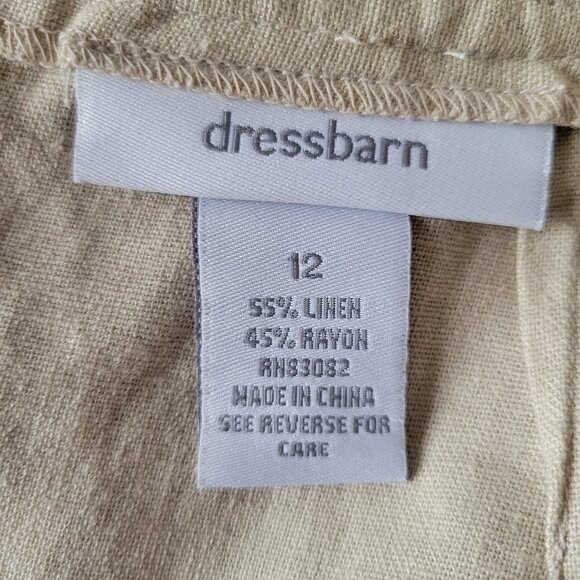 dressbarn
12
55% LINEN
45% RAYON
RN83082
MADE IN CHINA
SEE REVERSE FOR
CARE